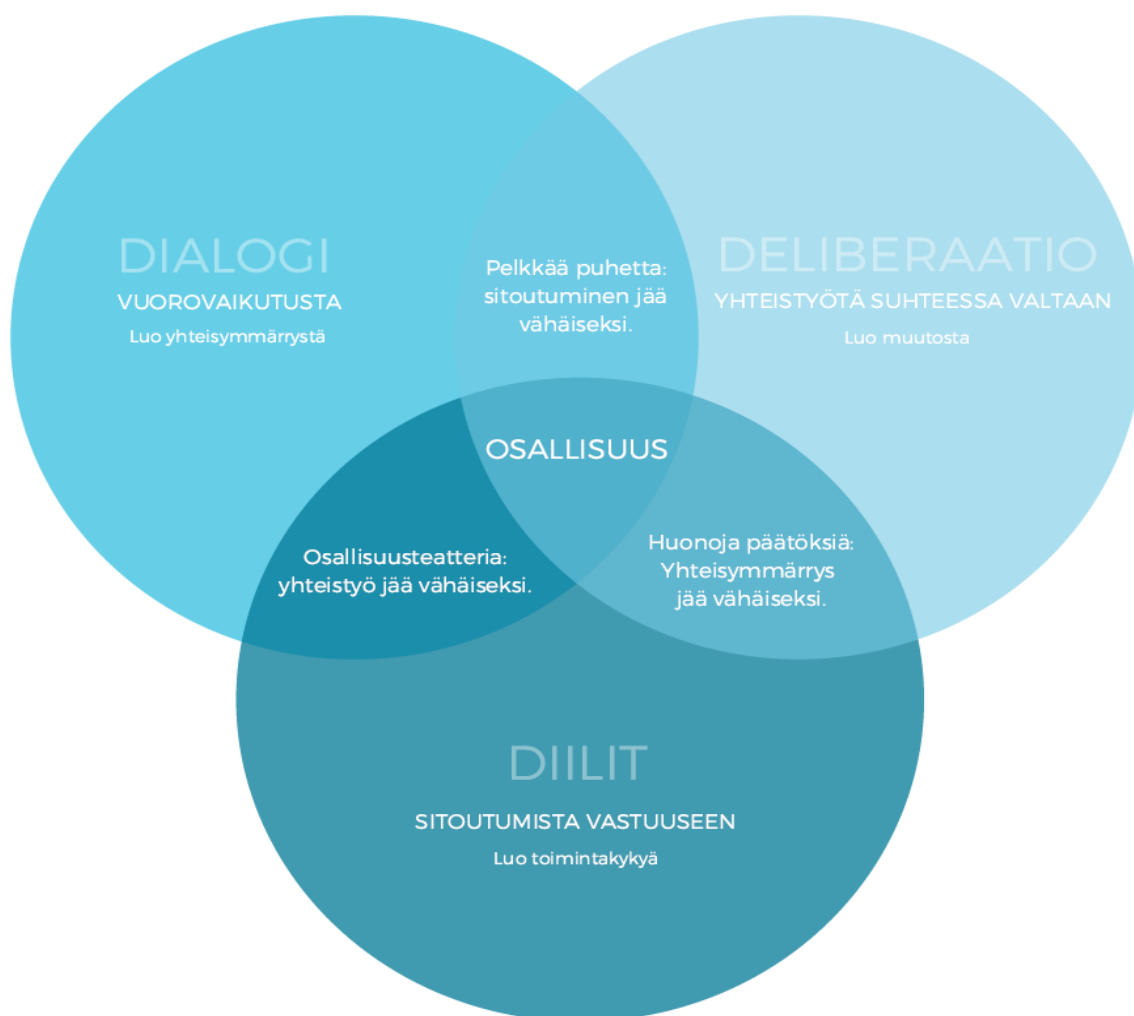 DIALOGI
VUOROVAIKUTUSTA
Luo yhteisymmärrystä
Pelkkää puhetta:
sitoutuminen jää
vähäiseksi.
DELIBERAATIO
YHTEISTYÖTÄ SUHTEESSA VALTAAN
Luo muutosta
OSALLISUUS
Osallisuusteatteria:
yhteistyö jää vähäiseksi.
Huonoja päätöksiä:
Yhteisymmärrys
jää vähäiseksi.
DIILIT
SITOUTUMISTA VASTUUSEEN
Luo toimintakykyä